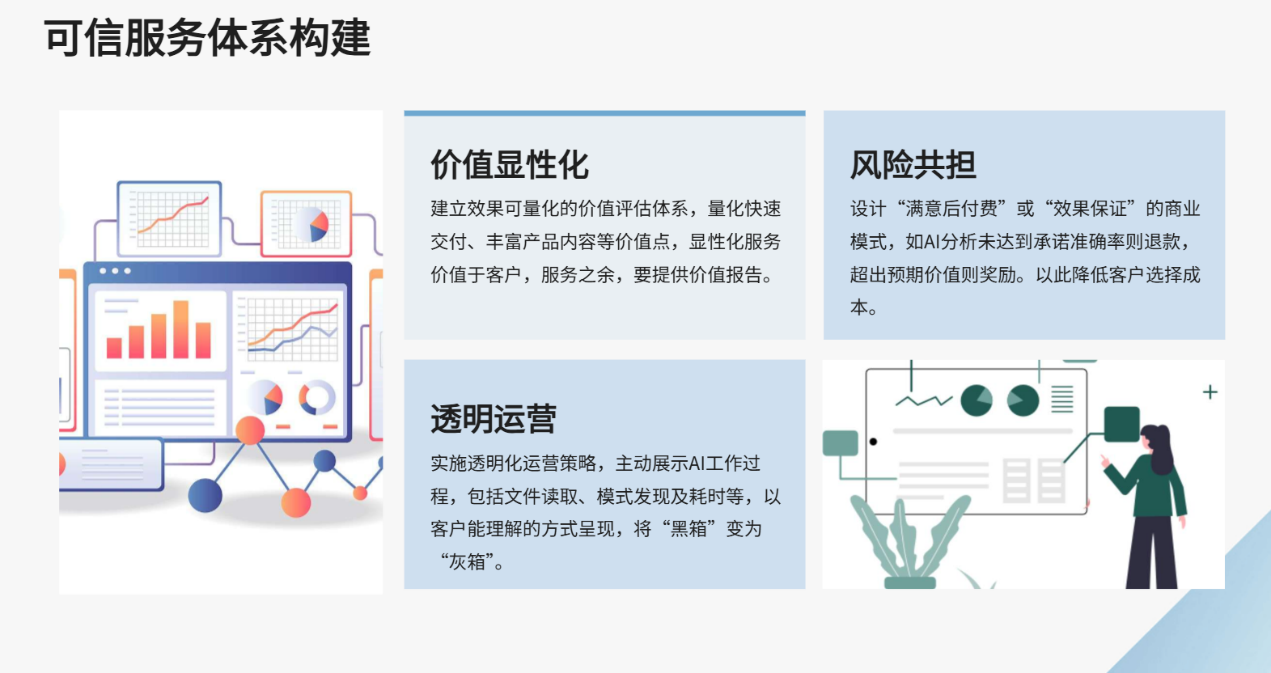 可信服务体系构建
价值显性化
建立效果可量化的价值评估体系，量化快速
交付、丰富产品内容等价值点，显性化服务
价值于客户，服务之余，要提供价值报告。
风险共担
设计“满意后付费”或“效果保证”的商业
模式，如AI分析未达到承诺准确率则退款，
超出预期价值则奖励。以此降低客户选择成
本。
透明运营
实施透明化运营策略，主动展示AI工作过
程，包括文件读取、模式发现及耗时等，以
客户能理解的方式呈现，将“黑箱”变为
“灰箱”。